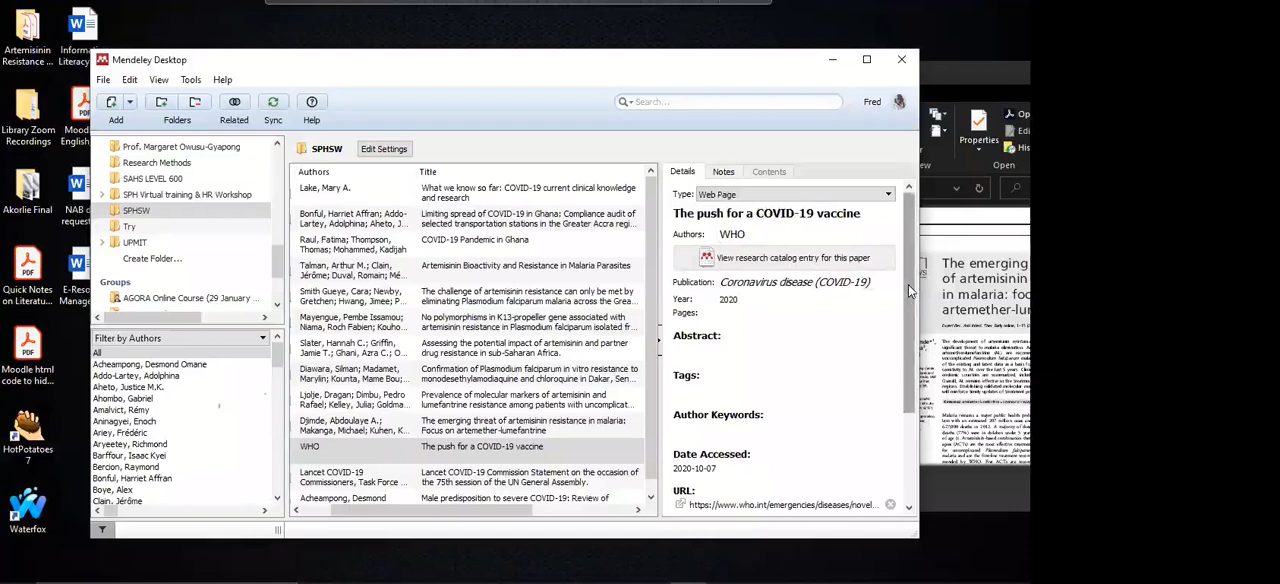 Artemisinin
Resistance ...
Informa
Literacy
Library Zoom
Recordings
Mood
English
Akorlie Final
NAB d
reques
Quick Notes
on Literatu...
E-Reso
Manage
Moodle html
code to hid...
HotPotatoes
7
Waterfox
Mendeley Desktop
File Edit View Tools Help
Add Folders Related Sync Help
Search...
Fred
Prof. Margaret Owusu-Gyapong
Research Methods
SAHS LEVEL 600
SPH Virtual training & HR Workshop
SPHSW
Try
UPMIT
Create Folder...
Groups
AGORA Online Course (29 January ...
Filter by Authors
All
Acheampong, Desmond Omane
Addo-Lartey, Adolphina
Aheto, Justice M.K.
Ahombo, Gabriel
Amalvict, Rémy
Aninagyei, Enoch
Ariey, Frédéric
Aryeetey, Richmond
Barffour, Isaac Kyei
Bercion, Raymond
Bonful, Harriet Affran
Boye, Alex
Clain, Jérôme
SPHSW Edit Settings
Authors Title
Lake, Mary A. What we know so far: COVID-19 current clinical knowledge
and research
Bonful, Harriet Affran; Addo- Limiting spread of COVID-19 in Ghana: Compliance audit of
Lartey, Adolphina; Aheto, J... selected transportation stations in the Greater Accra regi...
Raul, Fatima; Thompson, COVID-19 Pandemic in Ghana
Thomas; Mohammed, Kadijah
Talman, Arthur M.; Clain, Artemisinin Bioactivity and Resistance in Malaria Parasites
Jérôme; Duval, Romain; Mé...
Smith Gueye, Cara; Newby, The challenge of artemisinin resistance can only be met by
Gretchen; Hwang, Jimee; P... eliminating Plasmodium falciparum malaria across the Grea...
Mayengue, Pembe Issamou; No polymorphisms in K13-propeller gene associated with
Niama, Roch Fabien; Kouho... artemisinin resistance in Plasmodium falciparum isolated fr...
Slater, Hannah C.; Griffin, Assessing the potential impact of artemisinin and partner
Jamie T.; Ghani, Azra C.; O... drug resistance in sub-Saharan Africa.
Diawara, Silman; Madamet, Confirmation of Plasmodium falciparum in vitro resistance to
Marylin; Kounta, Mame Bou; ... monodesethylamodiaquine and chloroquine in Dakar, Sen...
Ljolje, Dragan; Dimbu, Pedro Prevalence of molecular markers of artemisinin and
Rafael; Kelley, Julia; Goldma... lumefantrine resistance among patients with uncomplicat...
Djimde, Abdoulaye A.; The emerging threat of artemisinin resistance in malaria:
Makanga, Michael; Kuhen, K... Focus on artemether-lumefantrine
WHO The push for a COVID-19 vaccine
Lancet COVID-19 Lancet COVID-19 Commission Statement on the occasion of
Commissioners, Task Force ... the 75th session of the UN General Assembly.
Acheampong, Desmond Male predisposition to severe COVID-19: Review of
Details Notes Contents
Type: Web Page
The push for a COVID-19 vaccine
Authors: WHO
View research catalog entry for this paper
Publication: Coronavirus disease (COVID-19)
Year: 2020
Pages:
Abstract:
Tags:
Author Keywords:
Date Accessed:
2020-10-07
URL:
https://www.who.int/emergencies/diseases/novel...
Properties
Op
Edi
His
Open
The emerging
of artemisinin
in malaria: foc
artemether-lum